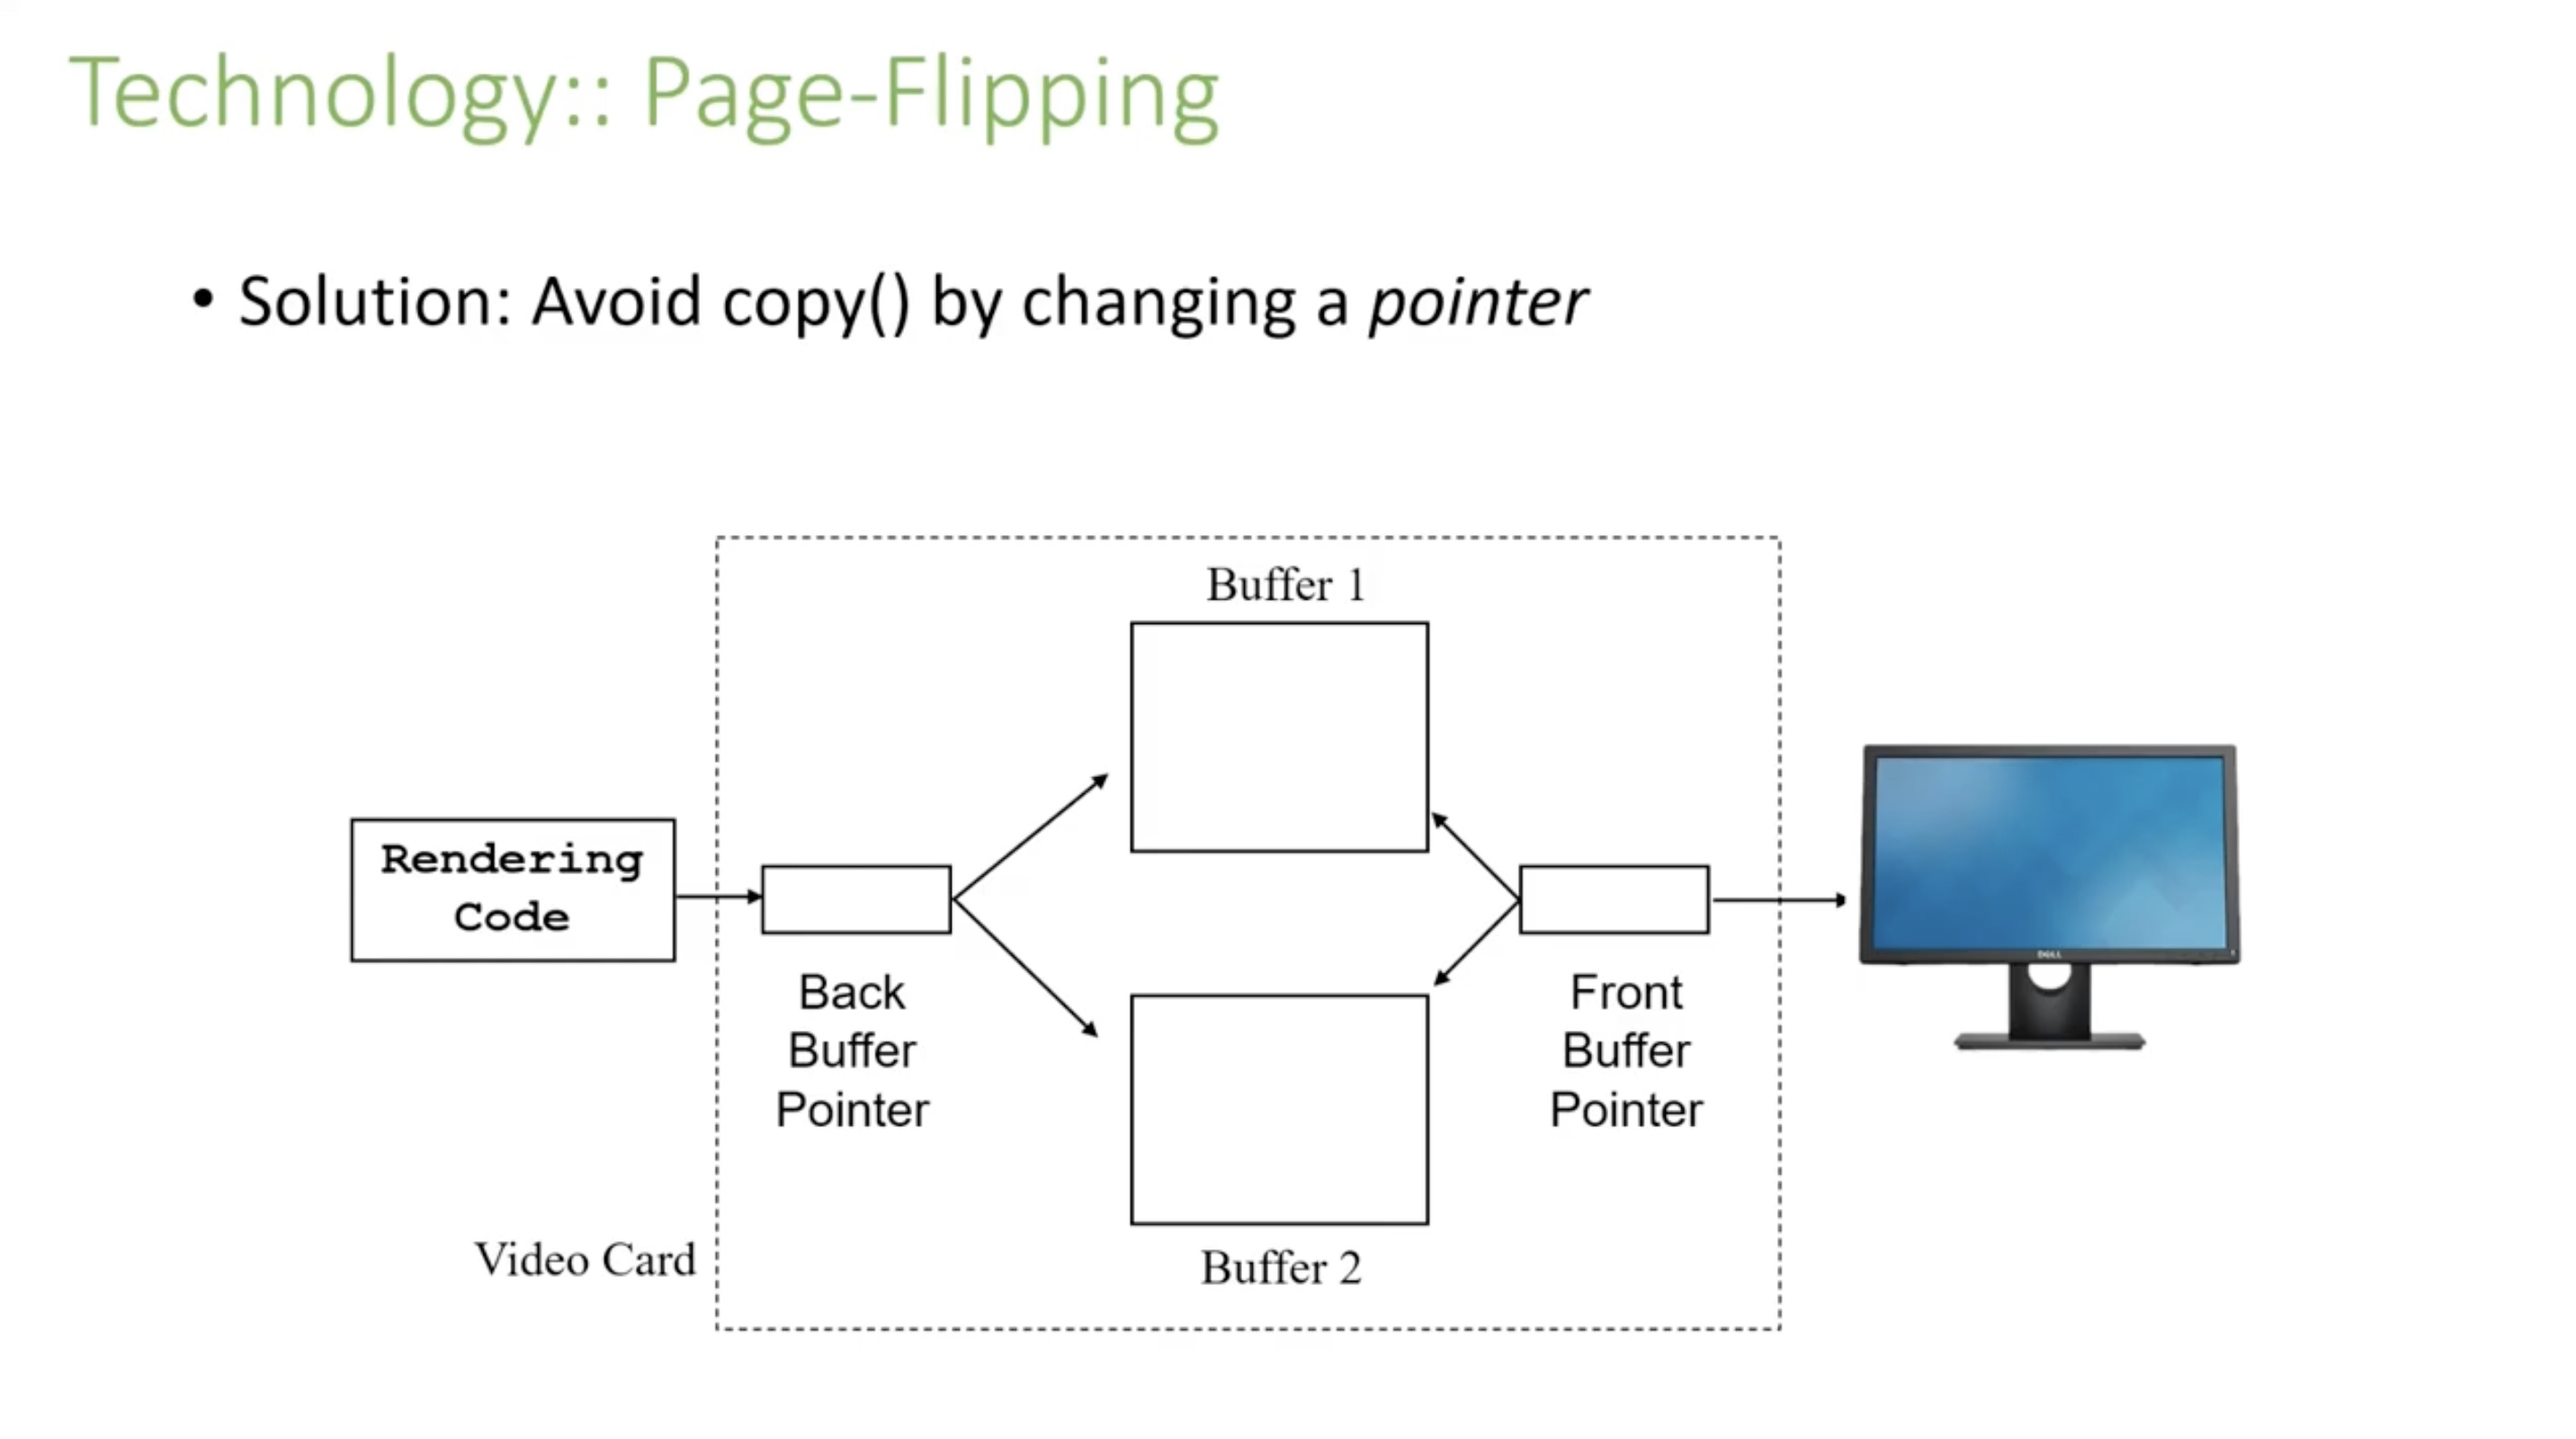 Technology:: Page-Flipping
• Solution: Avoid copy() by changing a pointer
Buffer 1
Rendering
Code
Back
Buffer
Pointer
Front
Buffer
Pointer
DELL
Video Card
Buffer 2